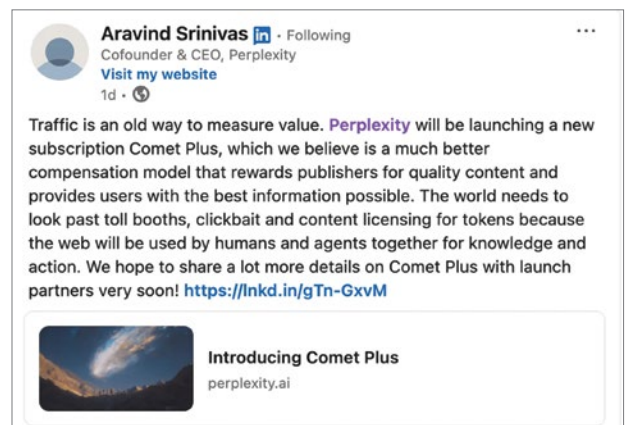 Aravind Srinivas in · Following
Cofounder & CEO, Perplexity
Visit my website
1d ·
Traffic is an old way to measure value. Perplexity will be launching a new
subscription Comet Plus, which we believe is a much better
compensation model that rewards publishers for quality content and
provides users with the best information possible. The world needs to
look past toll booths, clickbait and content licensing for tokens because
the web will be used by humans and agents together for knowledge and
action. We hope to share a lot more details on Comet Plus with launch
partners very soon! https://lnkd.in/gTn-GxvM
Introducing Comet Plus
perplexity.ai